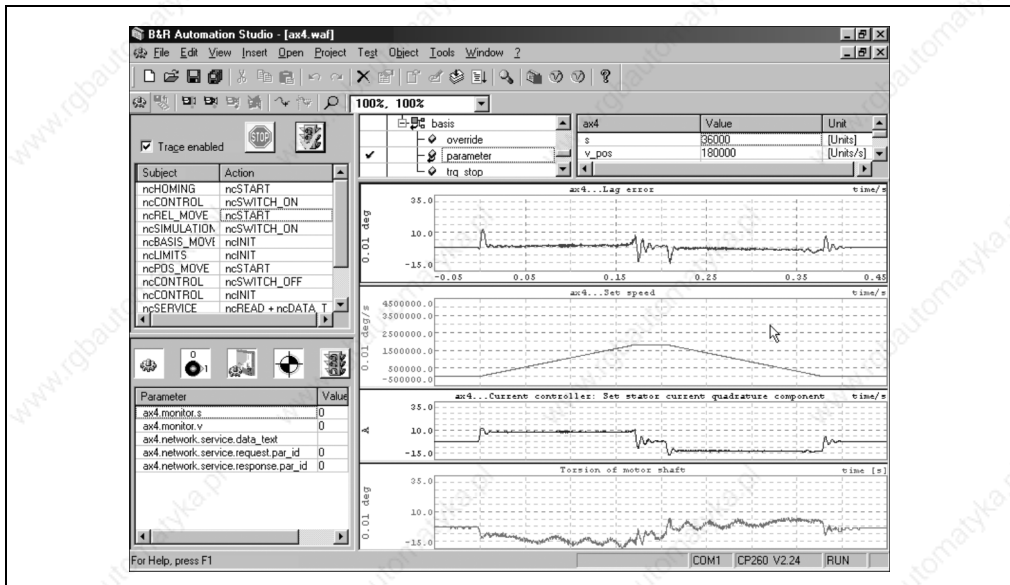 B&R Automation Studio - [ax4.waf]
File Edit View Insert Open Project Test Object Tools Window ?
100%, 100%
Trace enabled
STOP
Subject Action
ncHOMING ncSTART
ncCONTROL ncSWITCH_ON
ncREL_MOVE ncSTART
ncSIMULATION ncSWITCH_ON
ncBASIS_MOVE ncINIT
ncLIMITS ncINIT
ncPOS_MOVE ncSTART
ncCONTROL ncSWITCH_OFF
ncCONTROL ncINIT
ncSERVICE ncREAD + ncDATA_T
basis
override
parameter
trq_stop
ax4 Value Unit
s 36000 [Units]
v_pos 180000 [Units/s]
ax4...Lag error time/s
0.01 deg
35.0
10.0
-15.0
-0.05 0.05 0.15 0.25 0.35 0.45
ax4...Set speed time/s
0.01 deg/s
4500000.0
3500000.0
2500000.0
1500000.0
500000.0
-500000.0
ax4...Current controller: Set stator current quadrature component time/s
A
35.0
10.0
-15.0
Torsion of motor shaft time [s]
0.01 deg
35.0
10.0
-15.0
0
1
Parameter Value
ax4.monitor.s 0
ax4.monitor.v 0
ax4.network.service.data_text
ax4.network.service.request.par_id 0
ax4.network.service.response.par_id 0
For Help, press F1
COM1 CP260 V2.24 RUN
www.rgbautomatyka.pl